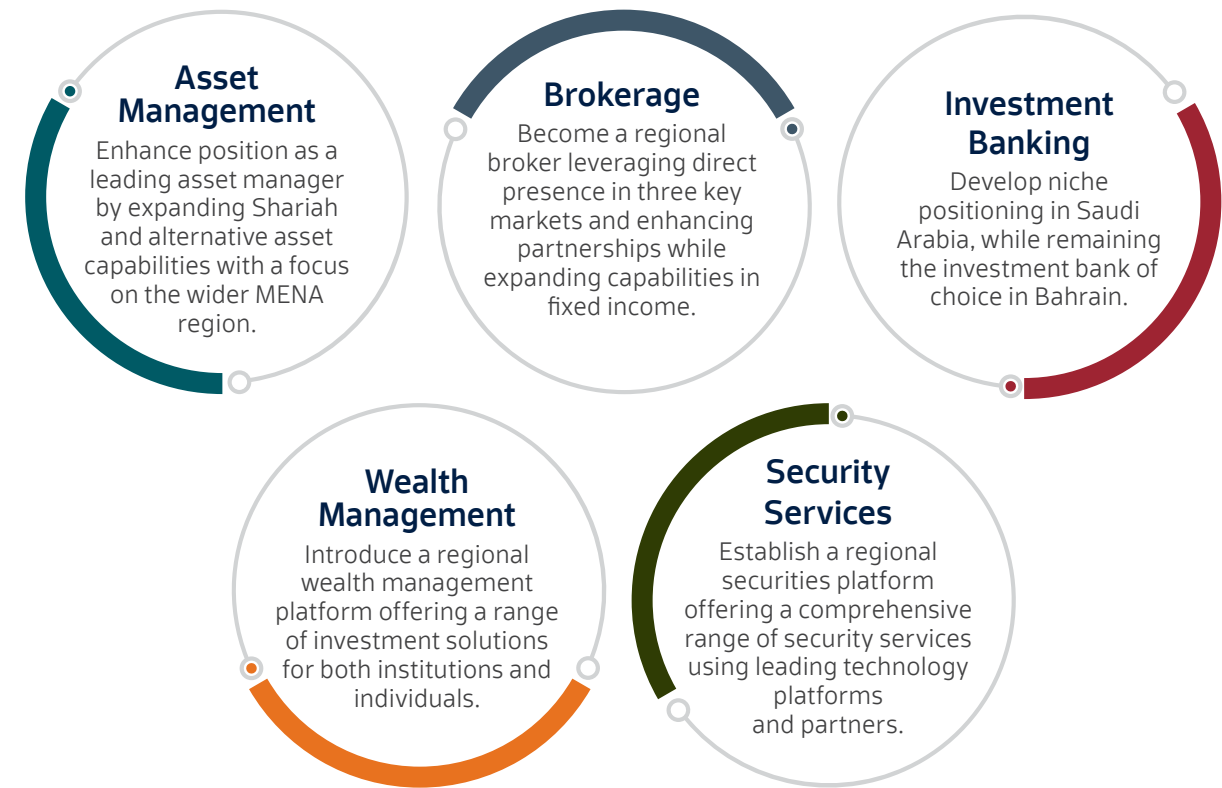 Asset
Management
Enhance position as a
leading asset manager
by expanding Shariah
and alternative asset
capabilities with a focus
on the wider MENA
region.
Brokerage
Become a regional
broker leveraging direct
presence in three key
markets and enhancing
partnerships while
expanding capabilities in
fixed income.
Investment
Banking
Develop niche
positioning in Saudi
Arabia, while remaining
the investment bank of
choice in Bahrain.
Wealth
Management
Introduce a regional
wealth management
platform offering a range
of investment solutions
for both institutions and
individuals.
Security
Services
Establish a regional
securities platform
offering a comprehensive
range of security services
using leading technology
platforms
and partners.